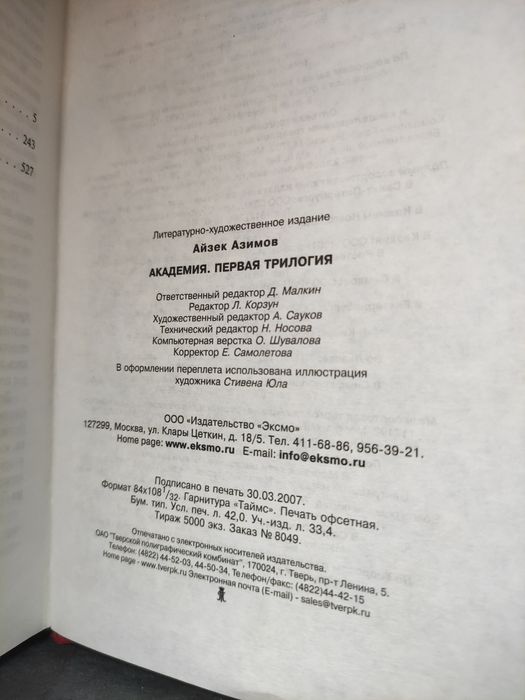 . . . . 5
. . . 243
. . . 527
Литературно-художественное издание
Айзек Азимов
АКАДЕМИЯ. ПЕРВАЯ ТРИЛОГИЯ
Ответственный редактор Д. Малкин
Редактор Л. Корзун
Художественный редактор А. Сауков
Технический редактор Н. Носова
Компьютерная верстка О. Шувалова
Корректор Е. Самолетова
В оформлении переплета использована иллюстрация
художника Стивена Юла
ООО «Издательство «Эксмо»
127299, Москва, ул. Клары Цеткин, д. 18/5. Тел. 411-68-86, 956-39-21.
Home page: www.eksmo.ru E-mail: info@eksmo.ru
Подписано в печать 30.03.2007.
Формат 84x108 1/32. Гарнитура «Таймс». Печать офсетная.
Бум. тип. Усл. печ. л. 42,0. Уч.-изд. л. 33,4.
Тираж 5000 экз. Заказ № 8049.
Отпечатано с электронных носителей издательства.
ОАО "Тверской полиграфический комбинат", 170024, г. Тверь, пр-т Ленина, 5.
Телефон: (4822) 44-52-03, 44-50-34, Телефон/факс: (4822)44-42-15
Home page - www.tverpk.ru Электронная почта (E-mail) - sales@tverpk.ru